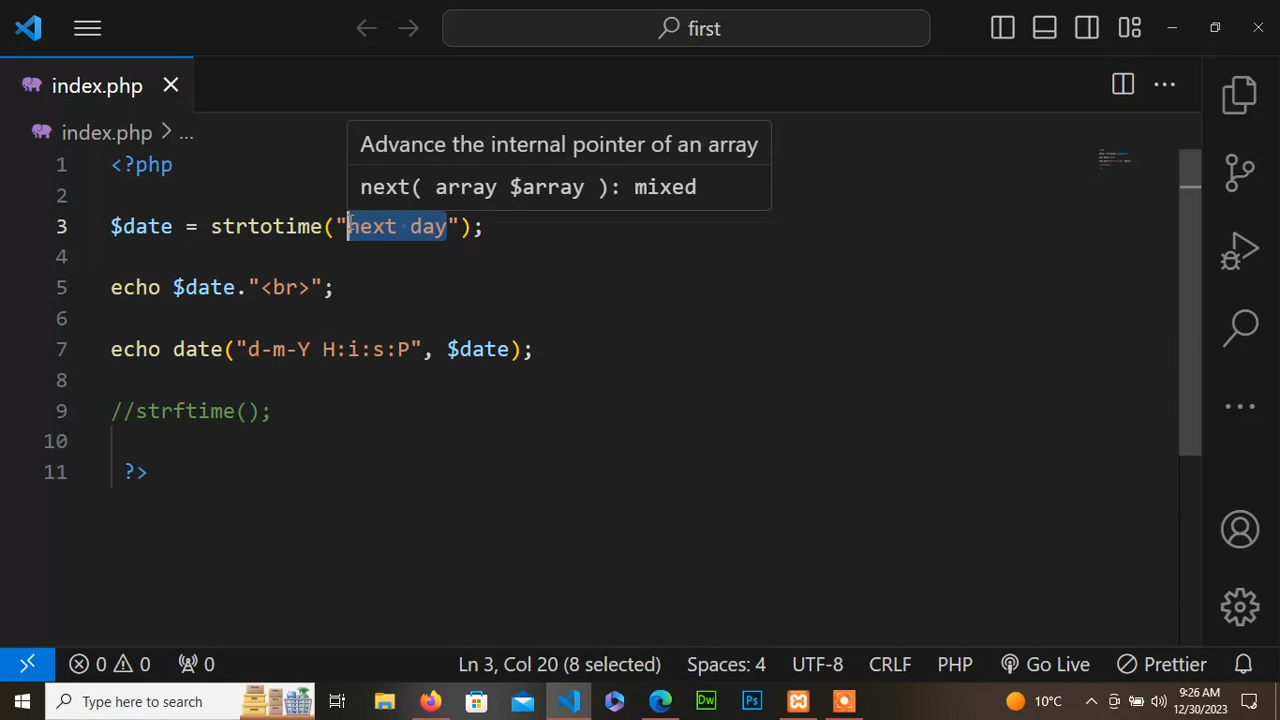 first
index.php
index.php > ...
Advance the internal pointer of an array
next( array $array ): mixed
1 <?php
2
3 $date = strtotime("next day");
4
5 echo $date."<br>";
6
7 echo date("d-m-Y H:i:s:P", $date);
8
9 //strftime();
10
11 ?>
0 0 0 Ln 3, Col 20 (8 selected) Spaces: 4 UTF-8 CRLF PHP Go Live Prettier
Type here to search Dw Ps 10°C 9:26 AM
12/30/2023